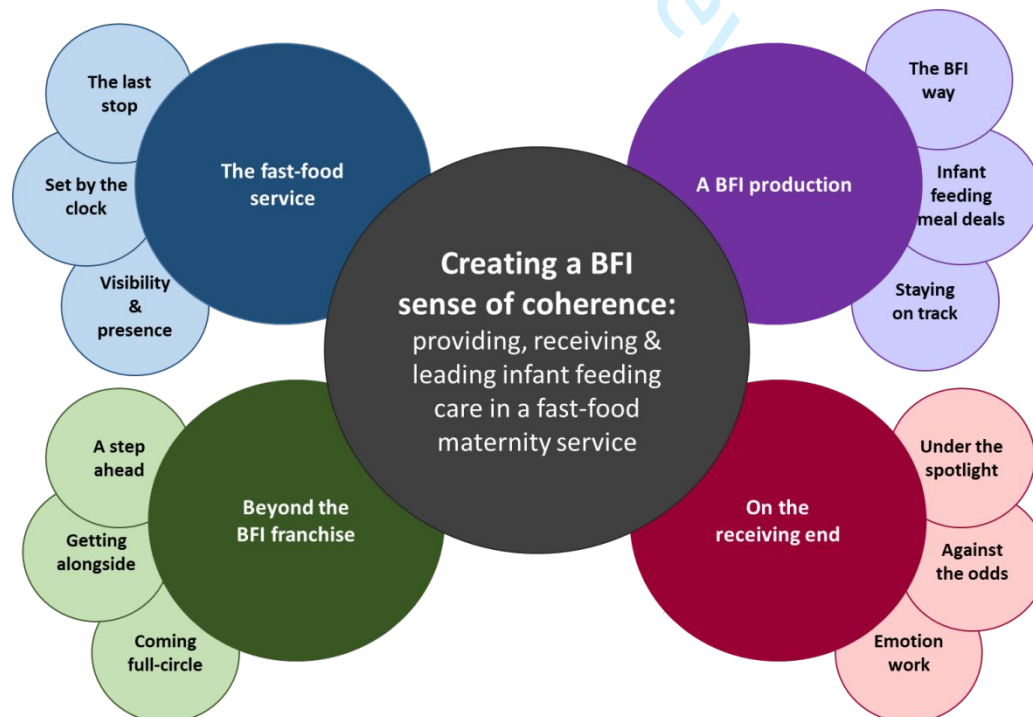 The last
stop
Set by the
clock
Visibility
&
presence
The fast-food
service
A BFI production
The BFI
way
Infant
feeding
meal deals
Staying
on track
Creating a BFI
sense of coherence:
providing, receiving &
leading infant feeding
care in a fast-food
maternity service
A step
ahead
Getting
alongside
Coming
full-circle
Beyond the
BFI franchise
On the
receiving end
Under the
spotlight
Against
the odds
Emotion
work